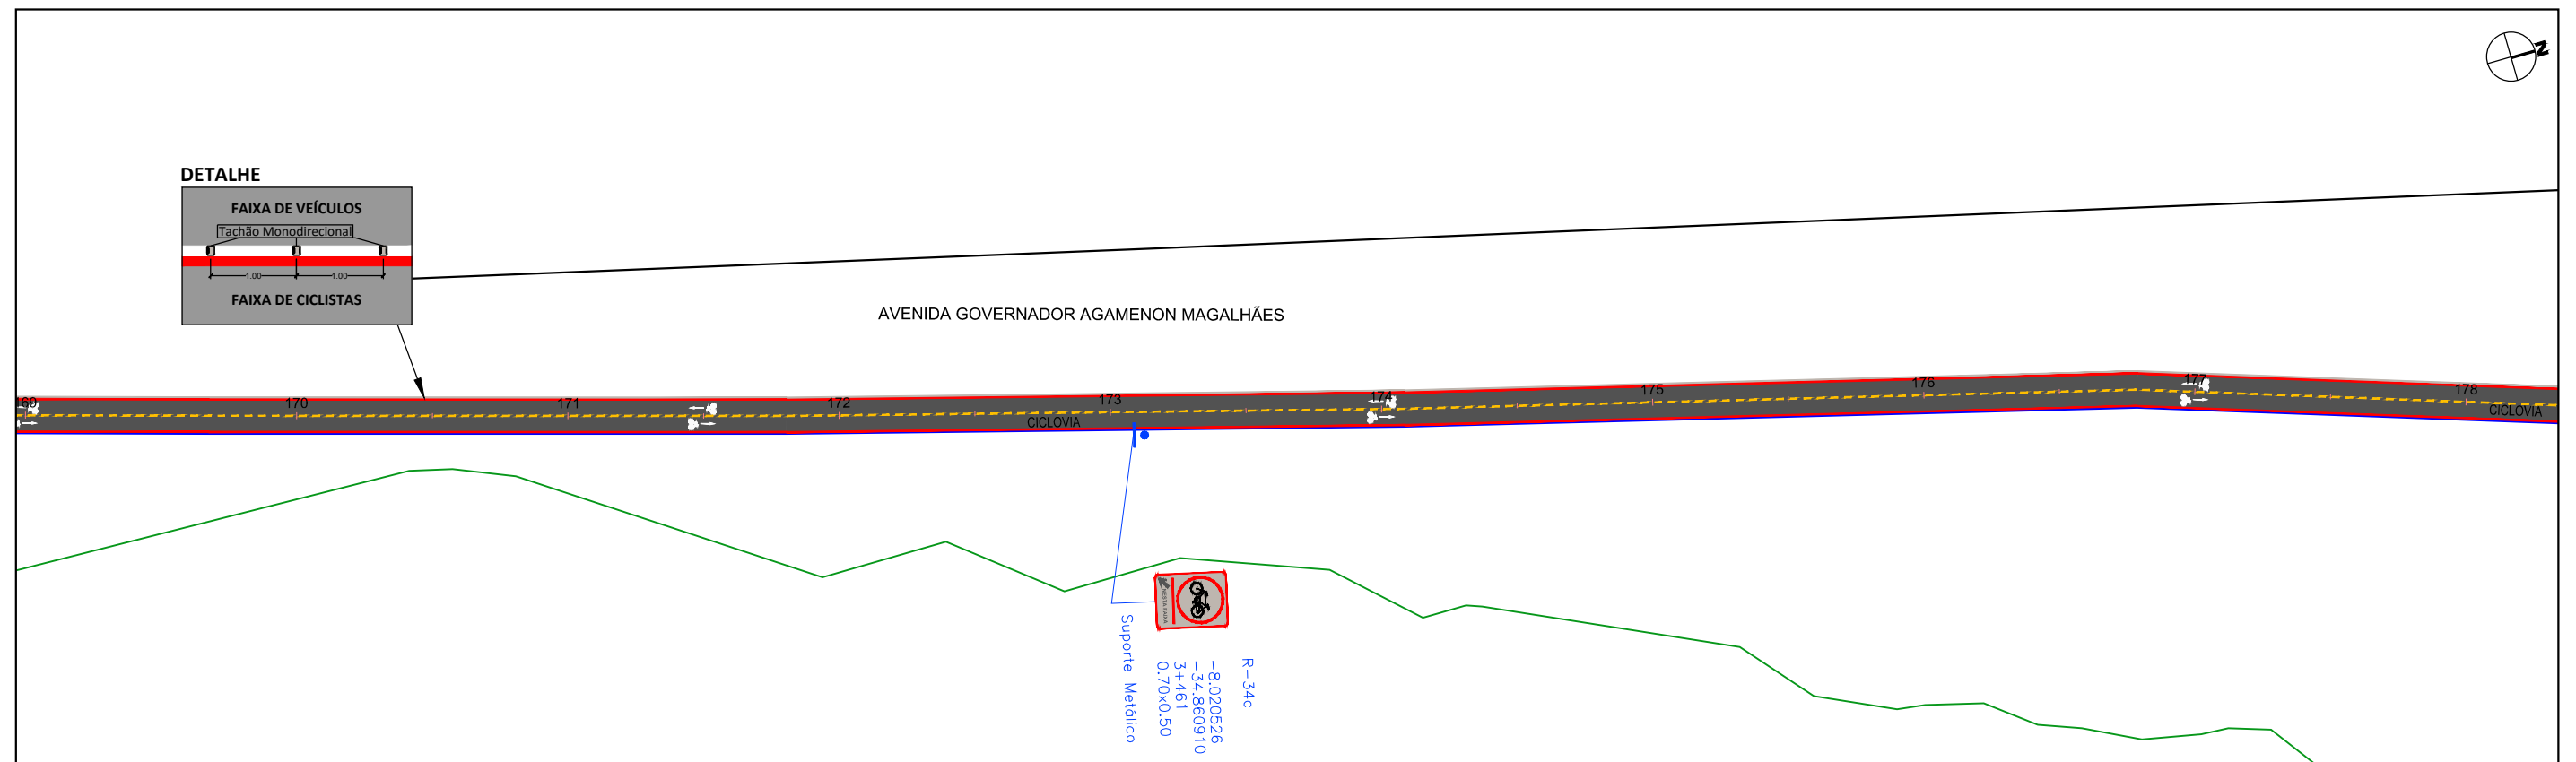 N
DETALHE
FAIXA DE VEÍCULOS
Tachão Monodirecional
1.00 1.00
FAIXA DE CICLISTAS
AVENIDA GOVERNADOR AGAMENON MAGALHÃES
169 170 171 172 173 174 175 176 177 178
CICLOVIA CICLOVIA
NESTA FAIXA
R-34c
-8.020526
-34.860910
3+461
0.70x0.50
Suporte Metálico